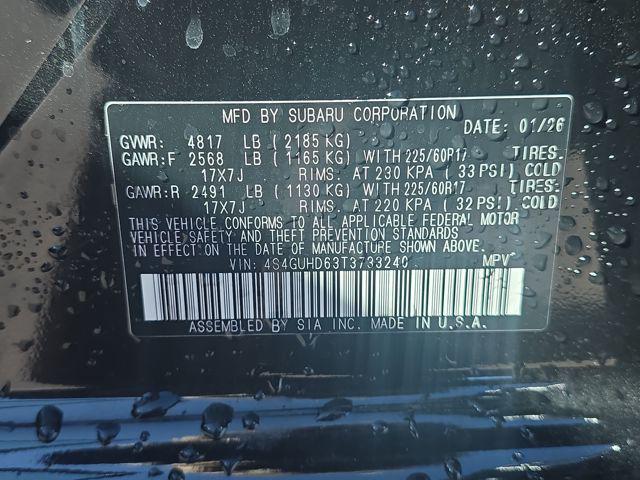 MFD BY SUBARU CORPORATION
DATE: 01/26
GVWR: 4817 LB (2185 KG)
GAWR:F 2568 LB (1165 KG) WITH 225/60R17 TIRES.
17X7J RIMS. AT 230 KPA (33 PSI) COLD
GAWR:R 2491 LB (1130 KG) WITH 225/60R17 TIRES.
17X7J RIMS. AT 220 KPA (32 PSI) COLD
THIS VEHICLE CONFORMS TO ALL APPLICABLE FEDERAL MOTOR
VEHICLE SAFETY AND THEFT PREVENTION STANDARDS
IN EFFECT ON DATE OF MANUFACTURE SHOWN ABOVE.
VIN: 4S4GUHD63T3733240 MPV
ASSEMBLED BY SIA INC. MADE IN U.S.A.